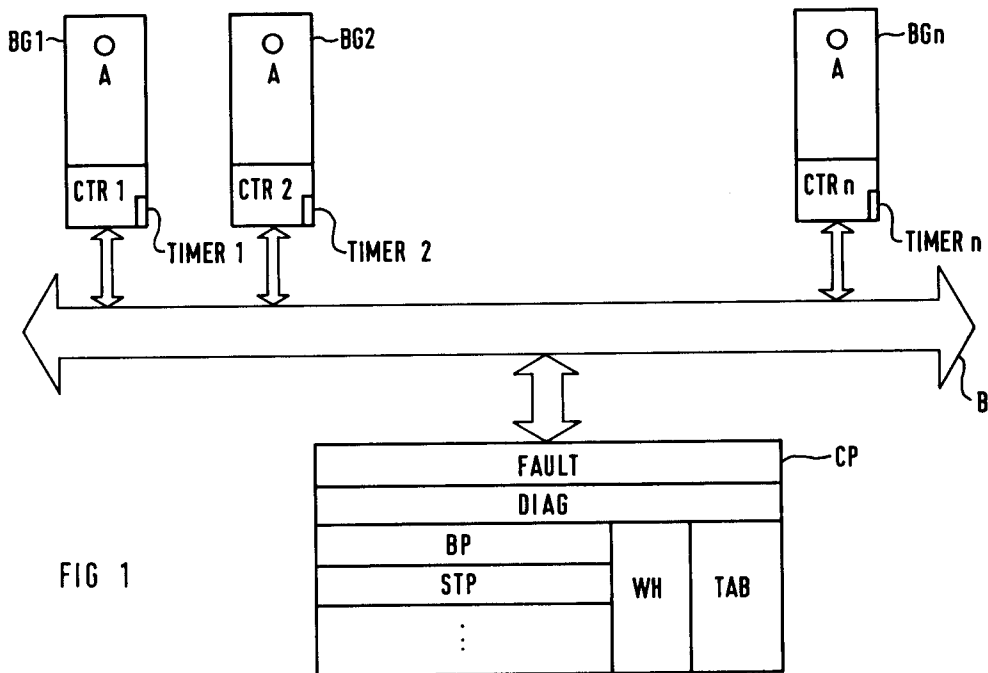 BG1
A
CTR 1
TIMER 1
BG2
A
CTR 2
TIMER 2
BGn
A
CTR n
TIMER n
B
CP
FAULT
DIAG
BP
STP
⋮
WH
TAB
FIG 1